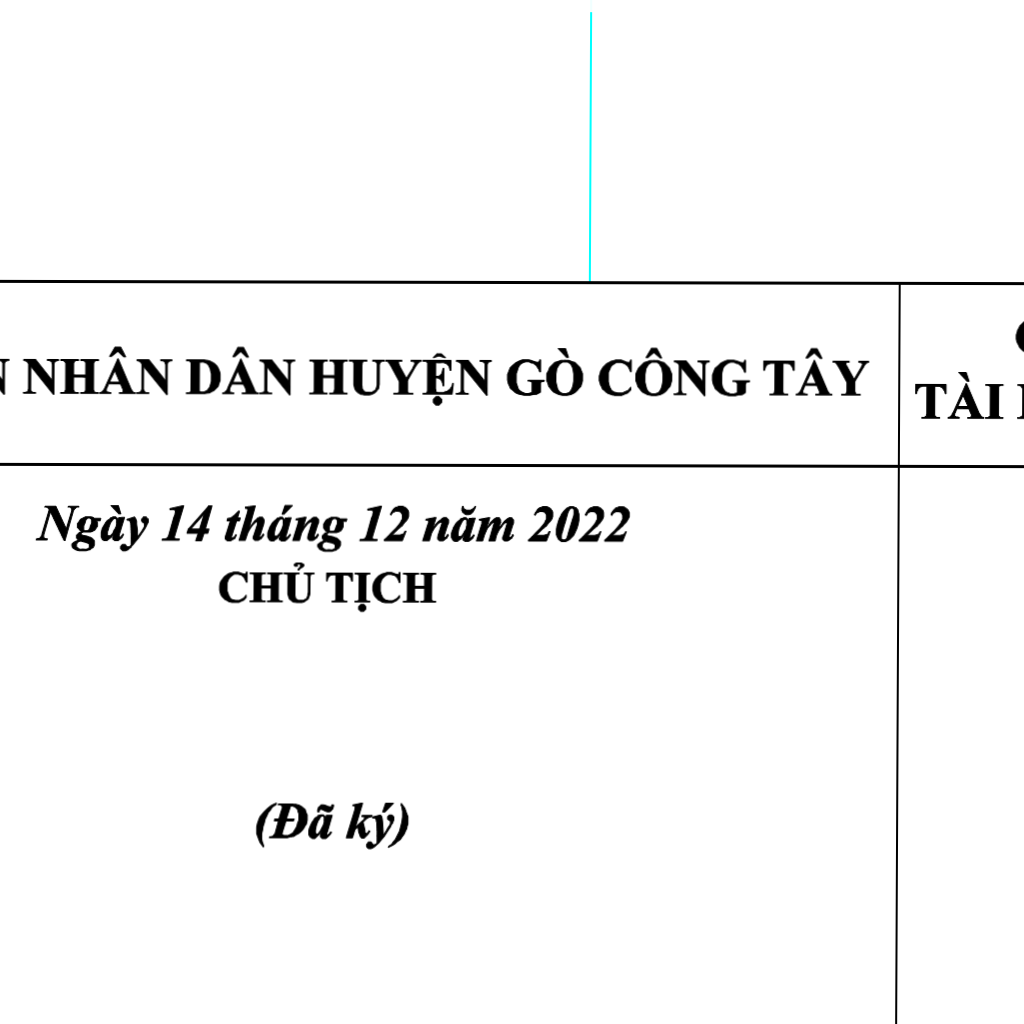 NHÂN DÂN HUYỆN GÒ CÔNG TÂY
TÀI
Ngày 14 tháng 12 năm 2022
CHỦ TỊCH
(Đã ký)